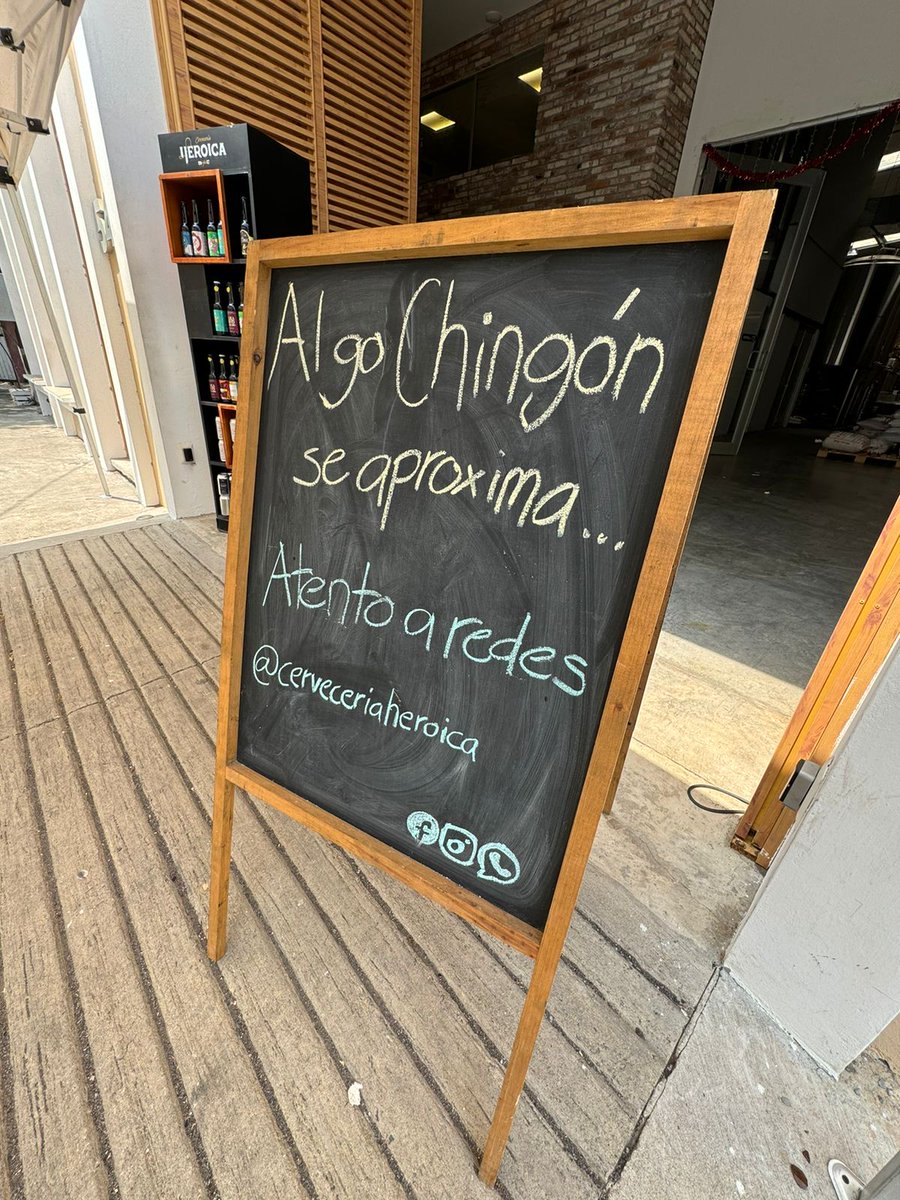 HEROICA
Algo Chingón
se aproxima...
Atento a redes
@cerveceriaheroica